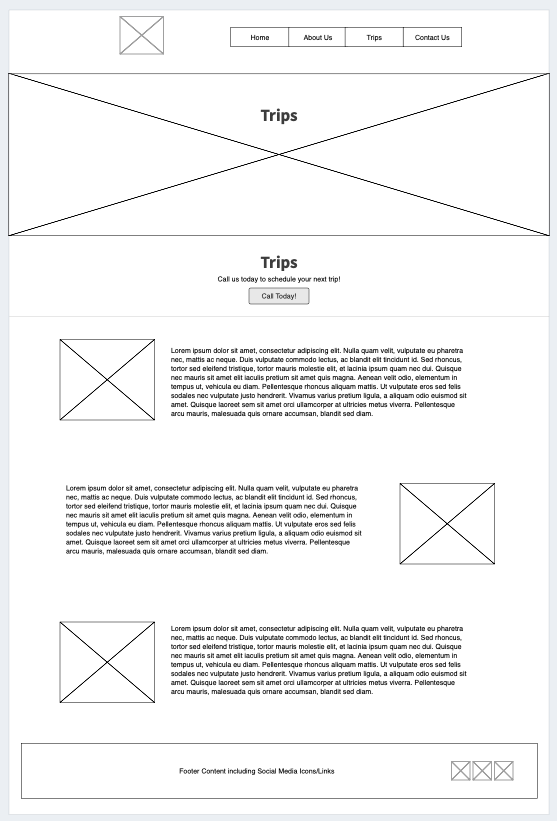 Home About Us Trips Contact Us
Trips
Trips
Call us today to schedule your next trip!
Call Today!
Lorem ipsum dolor sit amet, consectetur adipiscing elit. Nulla quam velit, vulputate eu pharetra
nec, mattis ac neque. Duis vulputate commodo lectus, ac blandit elit tincidunt id. Sed rhoncus,
tortor sed eleifend tristique, tortor mauris molestie elit, et lacinia ipsum quam nec dui. Quisque
nec mauris sit amet elit iaculis pretium sit amet quis magna. Aenean velit odio, elementum in
tempus ut, vehicula eu diam. Pellentesque rhoncus aliquam mattis. Ut vulputate eros sed felis
sodales nec vulputate justo hendrerit. Vivamus varius pretium ligula, a aliquam odio euismod sit
amet. Quisque laoreet sem sit amet orci ullamcorper at ultricies metus viverra. Pellentesque
arcu mauris, malesuada quis ornare accumsan, blandit sed diam.
Lorem ipsum dolor sit amet, consectetur adipiscing elit. Nulla quam velit, vulputate eu pharetra
nec, mattis ac neque. Duis vulputate commodo lectus, ac blandit elit tincidunt id. Sed rhoncus,
tortor sed eleifend tristique, tortor mauris molestie elit, et lacinia ipsum quam nec dui. Quisque
nec mauris sit amet elit iaculis pretium sit amet quis magna. Aenean velit odio, elementum in
tempus ut, vehicula eu diam. Pellentesque rhoncus aliquam mattis. Ut vulputate eros sed felis
sodales nec vulputate justo hendrerit. Vivamus varius pretium ligula, a aliquam odio euismod sit
amet. Quisque laoreet sem sit amet orci ullamcorper at ultricies metus viverra. Pellentesque
arcu mauris, malesuada quis ornare accumsan, blandit sed diam.
Lorem ipsum dolor sit amet, consectetur adipiscing elit. Nulla quam velit, vulputate eu pharetra
nec, mattis ac neque. Duis vulputate commodo lectus, ac blandit elit tincidunt id. Sed rhoncus,
tortor sed eleifend tristique, tortor mauris molestie elit, et lacinia ipsum quam nec dui. Quisque
nec mauris sit amet elit iaculis pretium sit amet quis magna. Aenean velit odio, elementum in
tempus ut, vehicula eu diam. Pellentesque rhoncus aliquam mattis. Ut vulputate eros sed felis
sodales nec vulputate justo hendrerit. Vivamus varius pretium ligula, a aliquam odio euismod sit
amet. Quisque laoreet sem sit amet orci ullamcorper at ultricies metus viverra. Pellentesque
arcu mauris, malesuada quis ornare accumsan, blandit sed diam.
Footer Content including Social Media Icons/Links